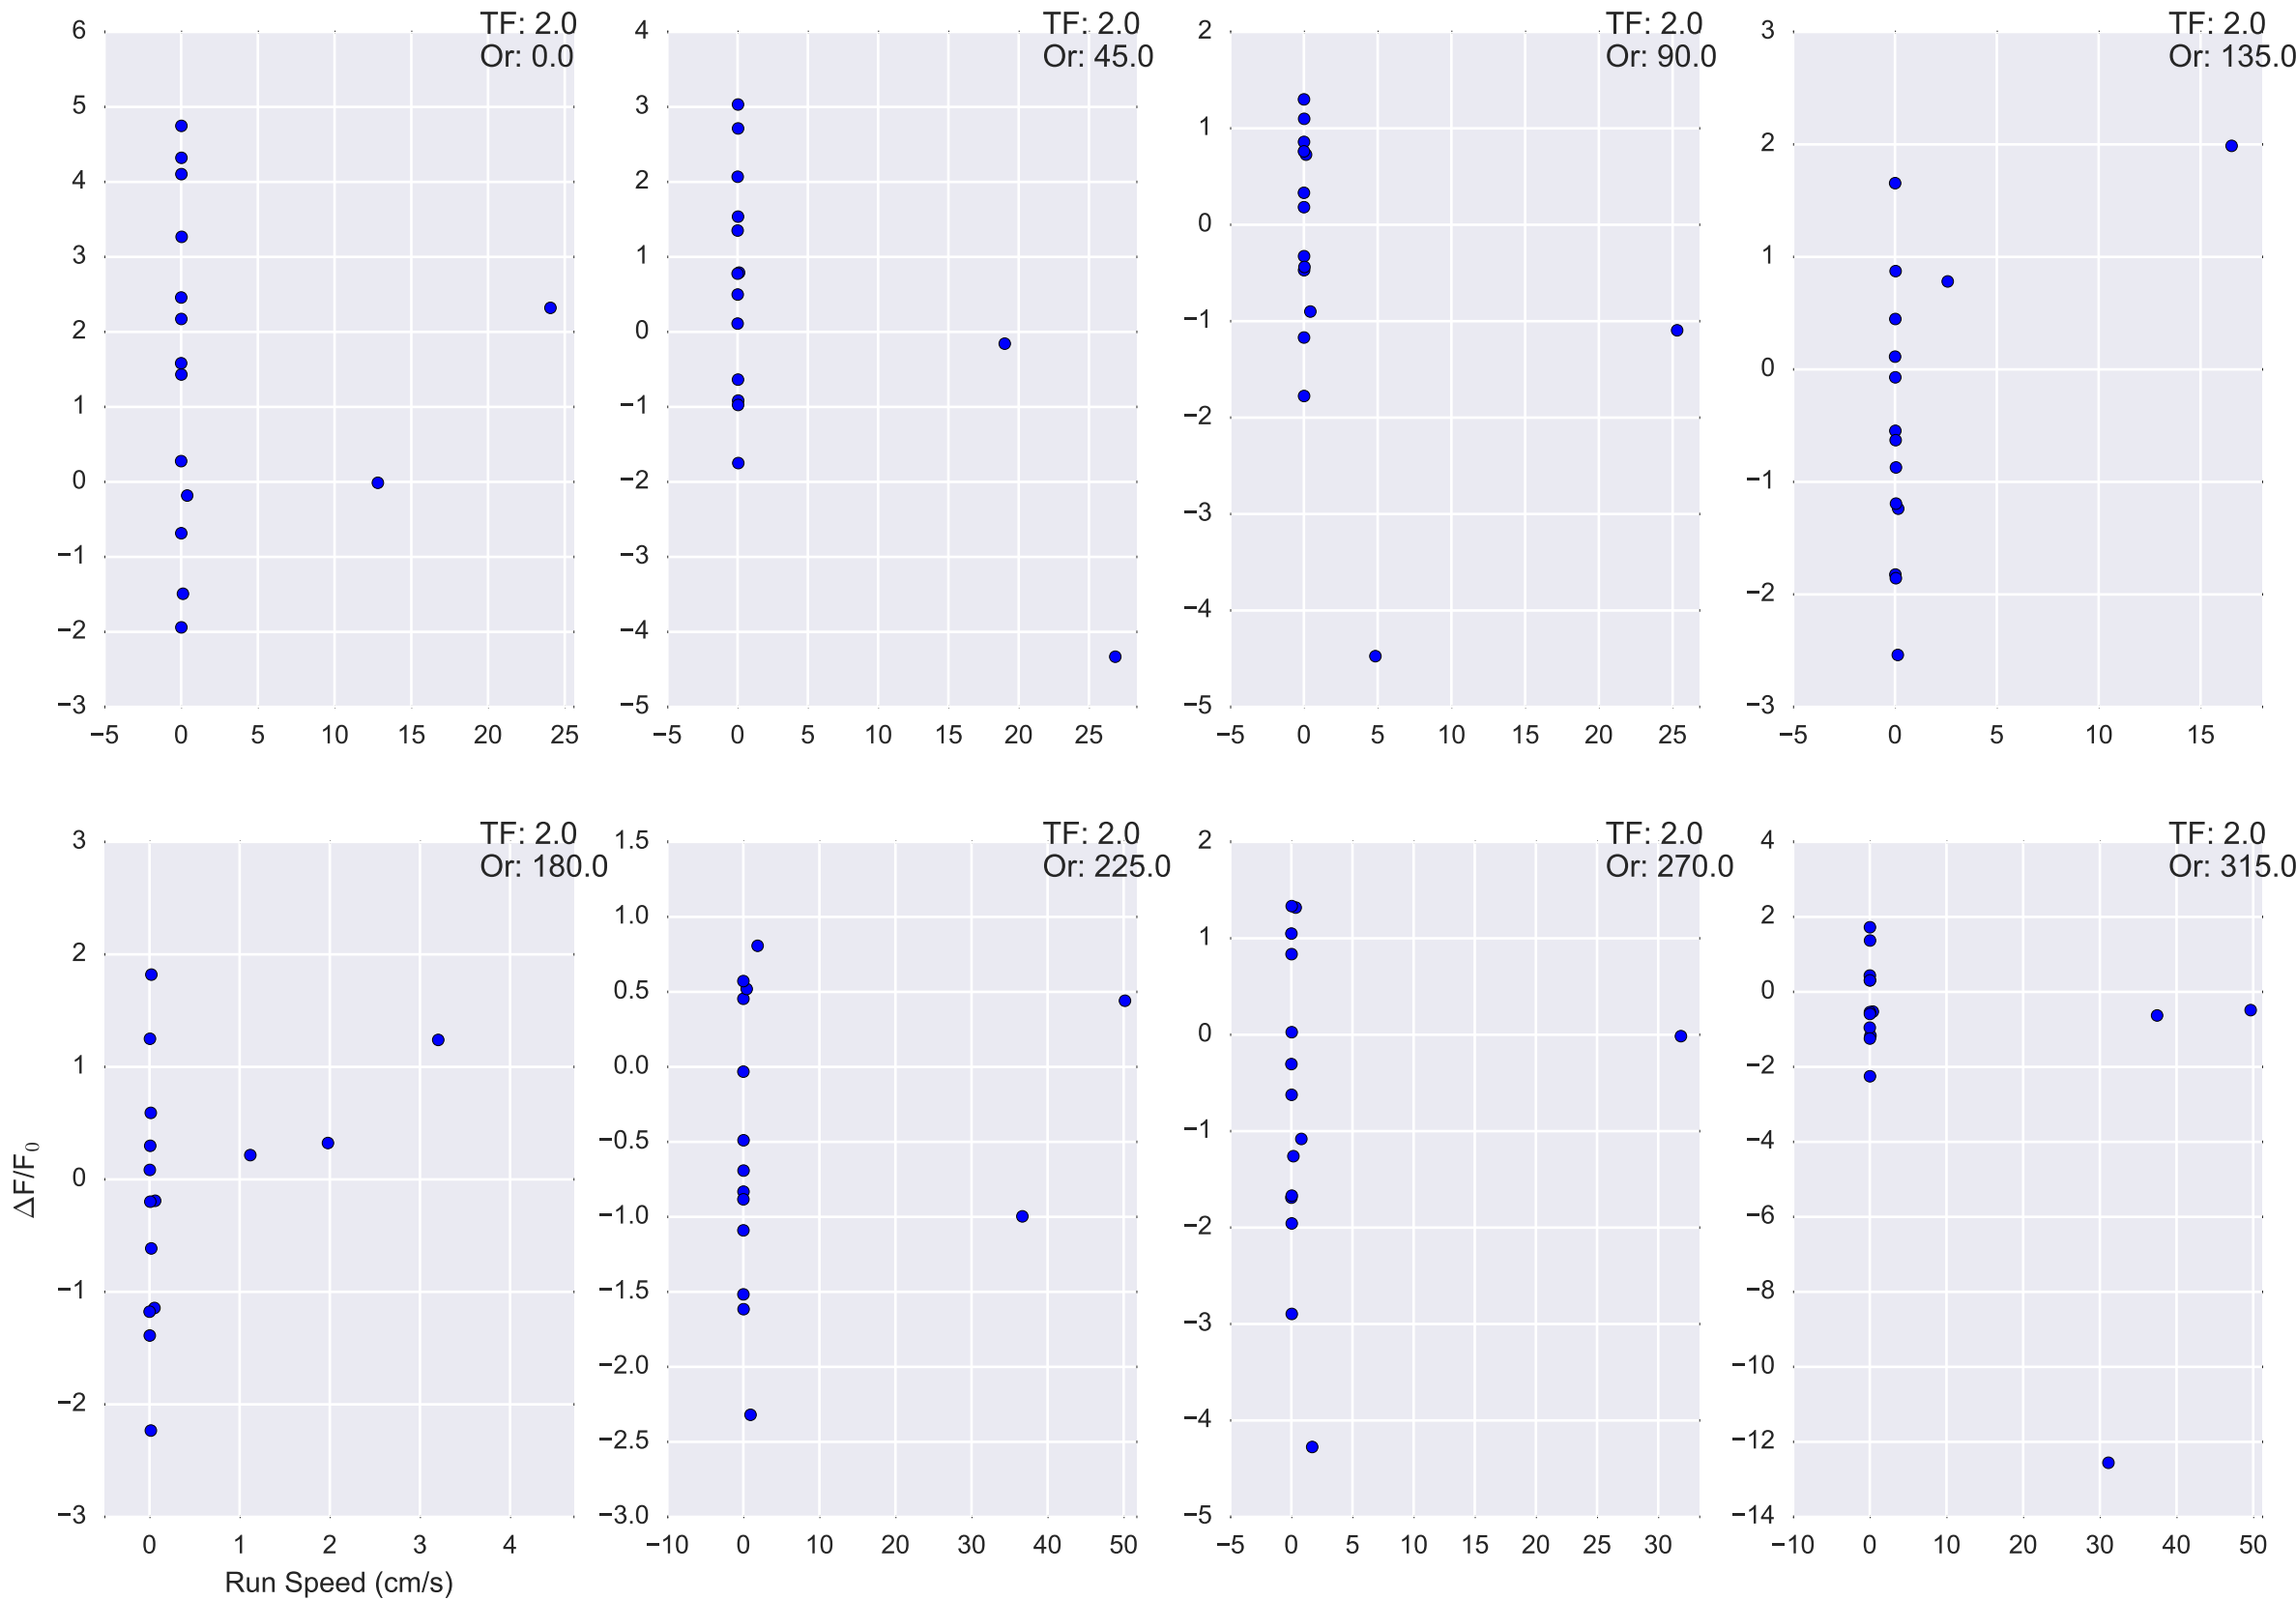 TF: 2.0
Or: 0.0
6
5
4
3
2
1
0
−1
−2
−3
−5 0 5 10 15 20 25
TF: 2.0
Or: 45.0
4
3
2
1
0
−1
−2
−3
−4
−5
−5 0 5 10 15 20 25
TF: 2.0
Or: 90.0
2
1
0
−1
−2
−3
−4
−5
−5 0 5 10 15 20 25
TF: 2.0
Or: 135.0
3
2
1
0
−1
−2
−3
−5 0 5 10 15
TF: 2.0
Or: 180.0
3
2
1
0
−1
−2
−3
0 1 2 3 4
ΔF/F₀
Run Speed (cm/s)
TF: 2.0
Or: 225.0
1.5
1.0
0.5
0.0
−0.5
−1.0
−1.5
−2.0
−2.5
−3.0
−10 0 10 20 30 40 50
TF: 2.0
Or: 270.0
2
1
0
−1
−2
−3
−4
−5
−5 0 5 10 15 20 25 30
TF: 2.0
Or: 315.0
4
2
0
−2
−4
−6
−8
−10
−12
−14
−10 0 10 20 30 40 50